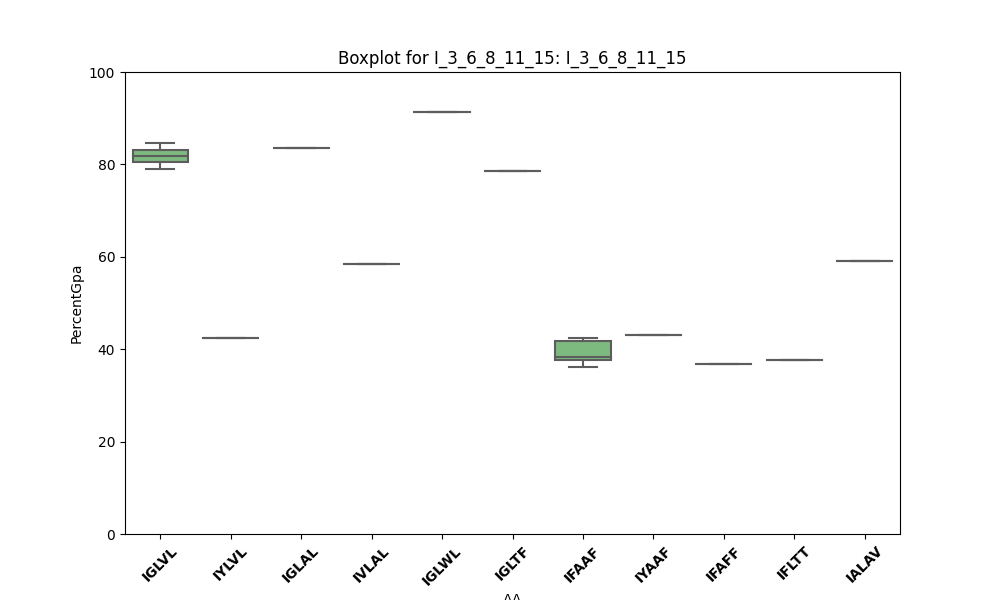 Boxplot for I_3_6_8_11_15: I_3_6_8_11_15
100
80
60
40
20
0
PercentGpa
IGLVL
IYLVL
IGLAL
IVLAL
IGLWL
IGLTF
IFAAF
IYAAF
IFAFF
IFLTT
IALAV
AA